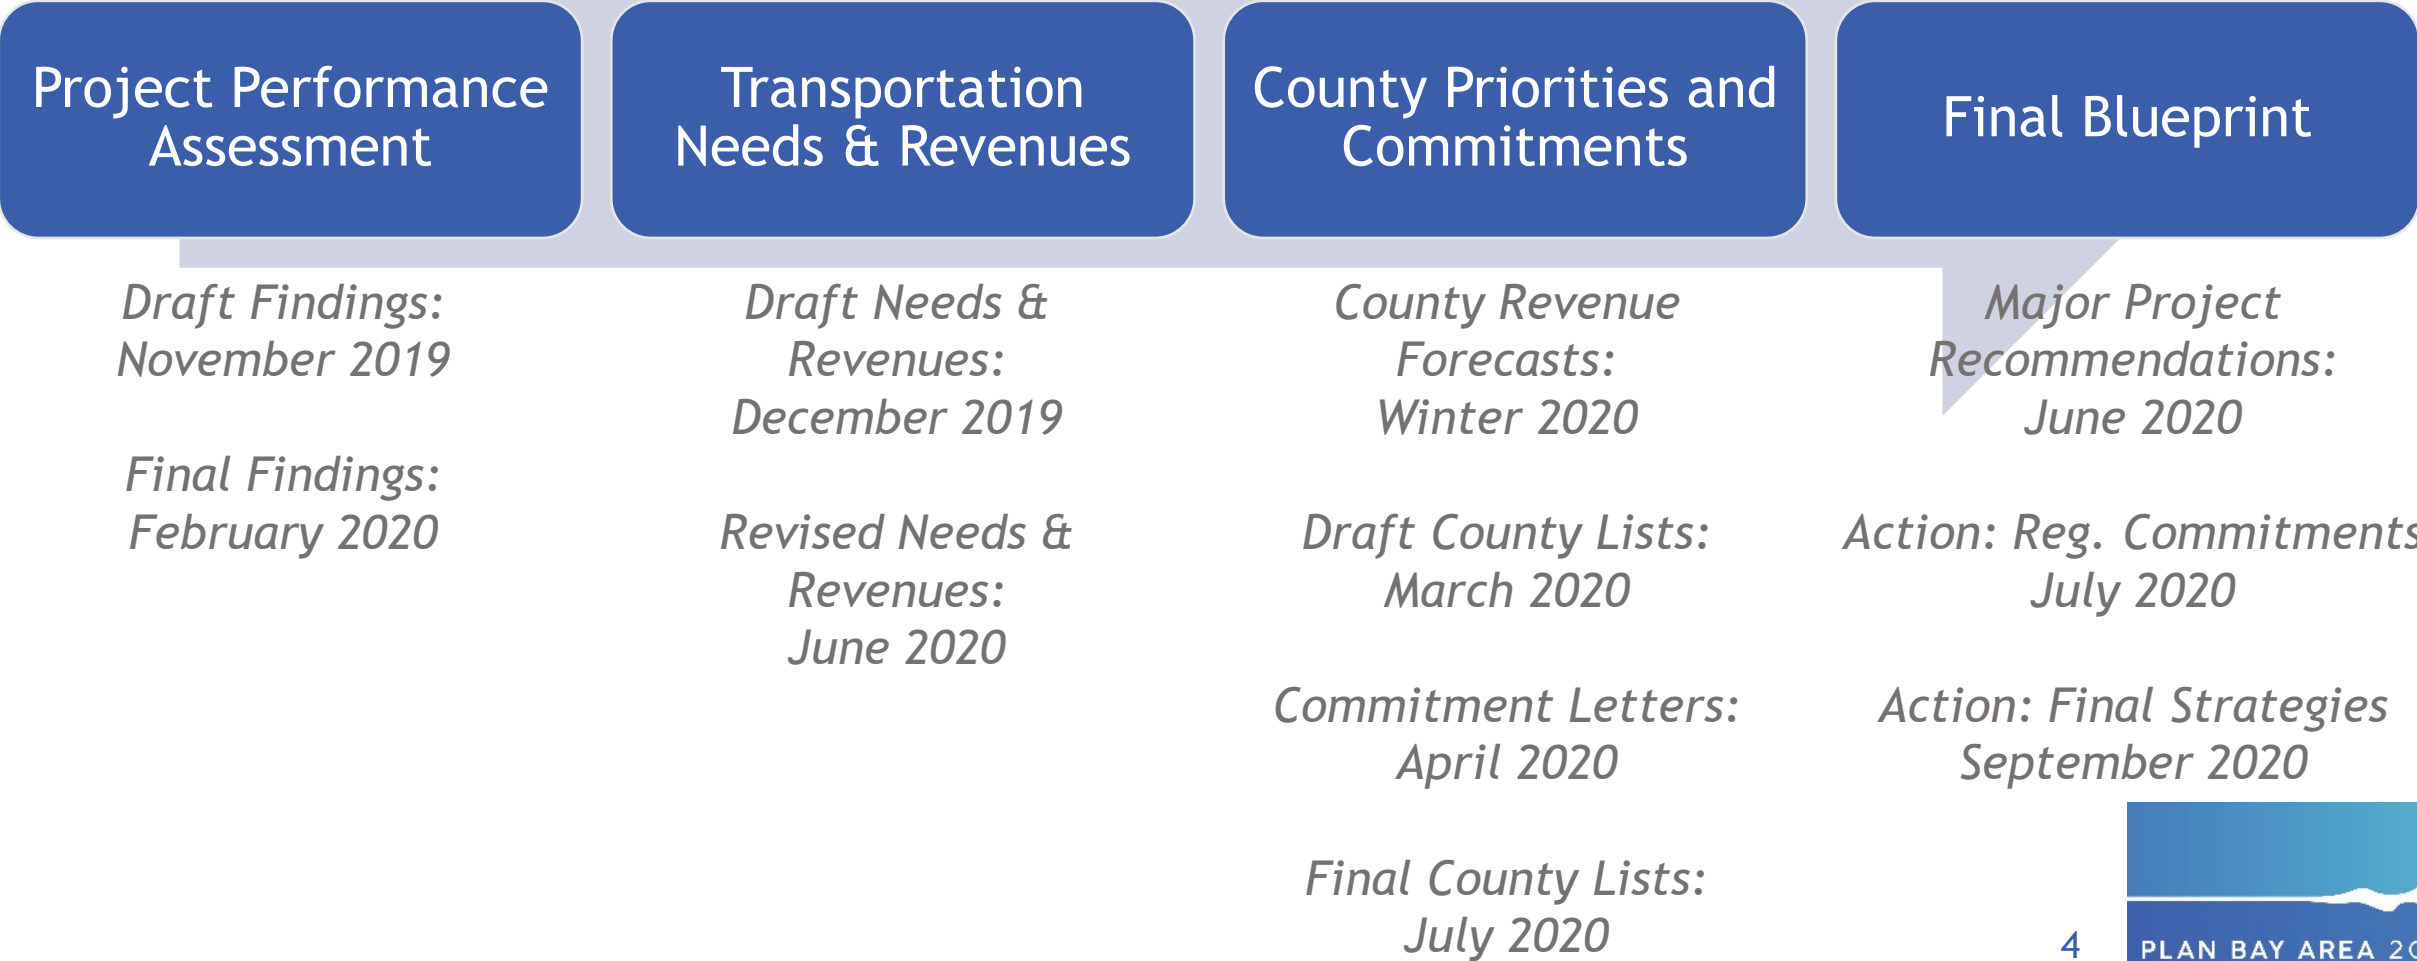 Project Performance
Assessment
Transportation
Needs & Revenues
County Priorities and
Commitments
Final Blueprint
Draft Findings:
November 2019
Final Findings:
February 2020
Draft Needs &
Revenues:
December 2019
Revised Needs &
Revenues:
June 2020
County Revenue
Forecasts:
Winter 2020
Draft County Lists:
March 2020
Commitment Letters:
April 2020
Final County Lists:
July 2020
Major Project
Recommendations:
June 2020
Action: Reg. Commitments
July 2020
Action: Final Strategies
September 2020
4
PLAN BAY AREA